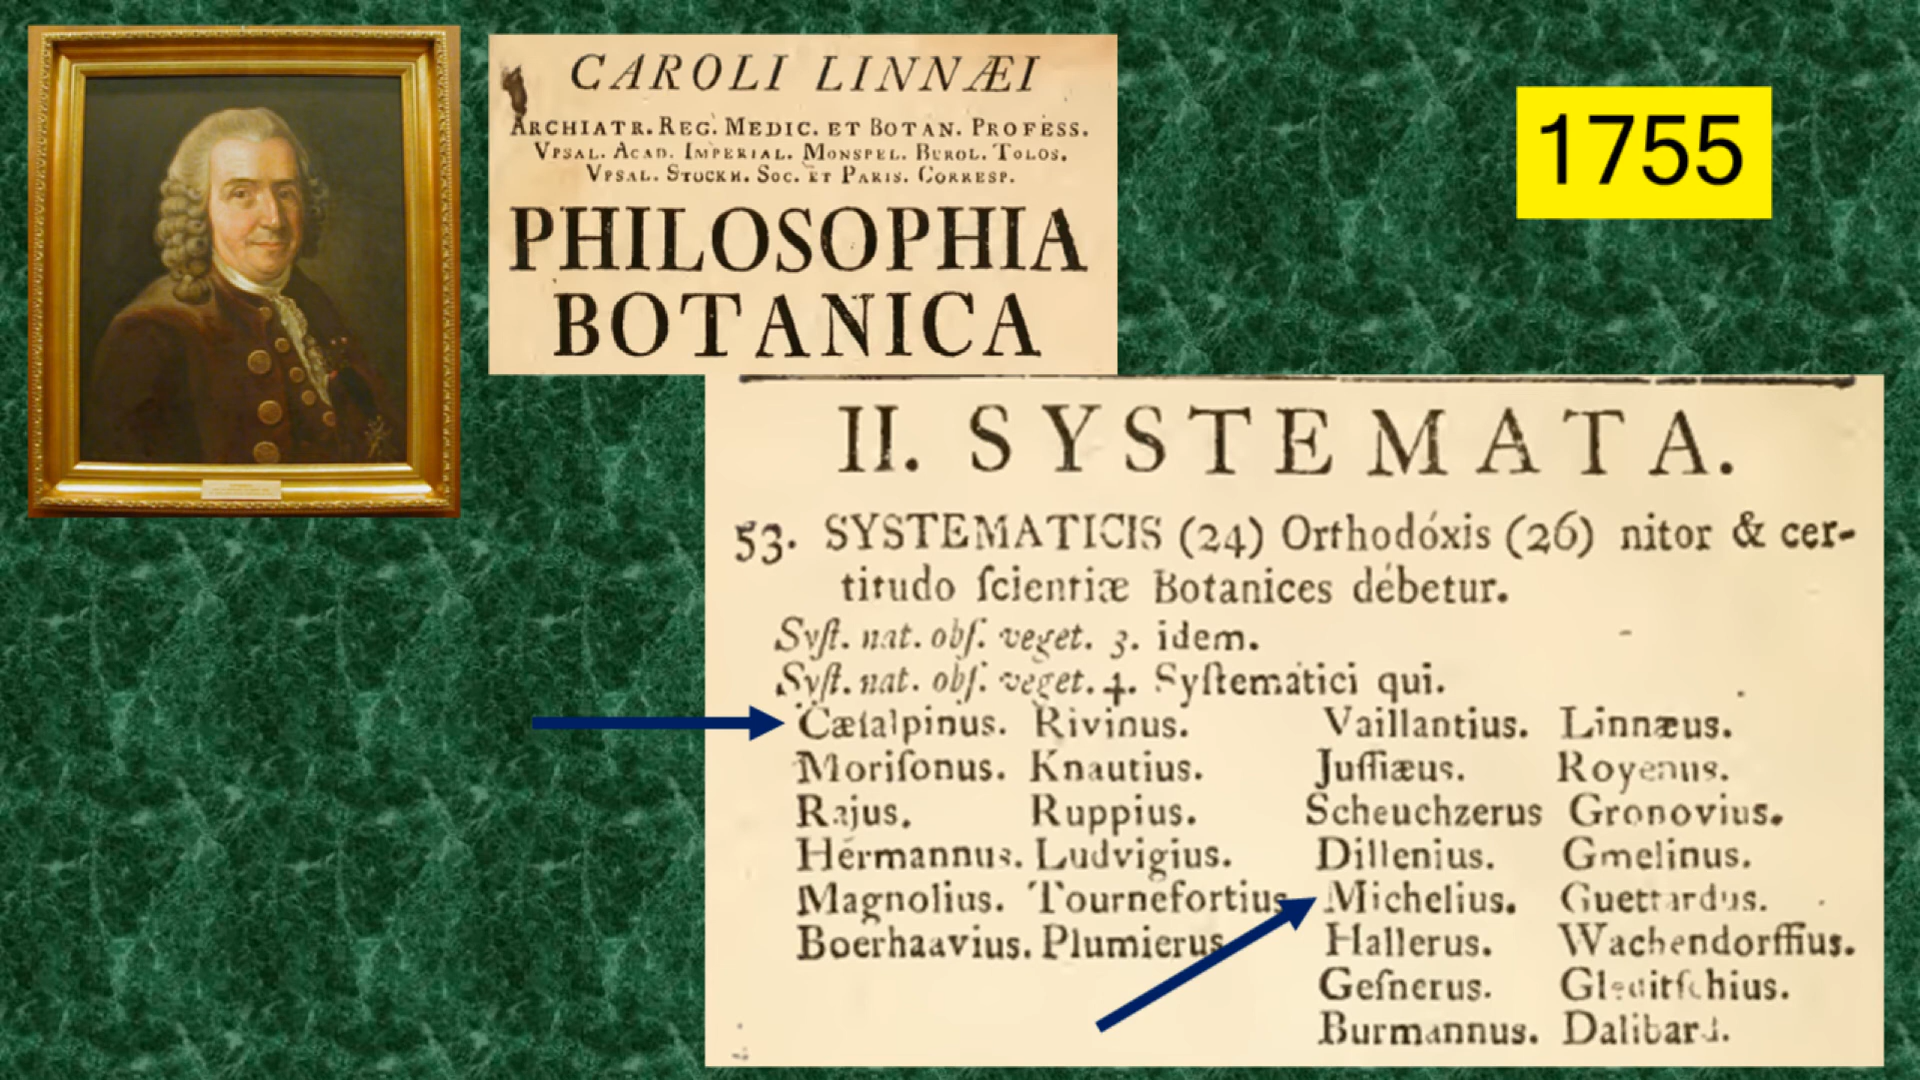 CAROLI LINNÆI
ARCHIATR. REG. MEDIC. ET BOTAN. PROFESS.
VPSAL. ACAD. IMPERIAL. MONSPEL. BEROL. TOLOS.
VPSAL. STOCKH. SOC. ET PARIS. CORRESP.
PHILOSOPHIA
BOTANICA
1755
II. SYSTEMATA.
53. SYSTEMATICIS (24) Orthodóxis (26) nitor & cer-
titudo ſcientiæ Botanices débetur.
Syſt. nat. obſ. veget. 3. idem.
Syſt. nat. obſ. veget. 4. Syſtemátici qui.
Cæſalpinus. Rivinus. Vaillantius. Linnæus.
Moriſonus. Knautius. Juſſiæus. Royenus.
Rajus. Ruppius. Scheuchzerus Gronovius.
Hermannus. Ludvigius. Dillenius. Gmelinus.
Magnolius. Tournefortius Michelius. Guettardus.
Boerhaavius. Plumierus Hallerus. Wachendorffius.
Geſnerus. Gleditſchius.
Burmannus. Dalibard.